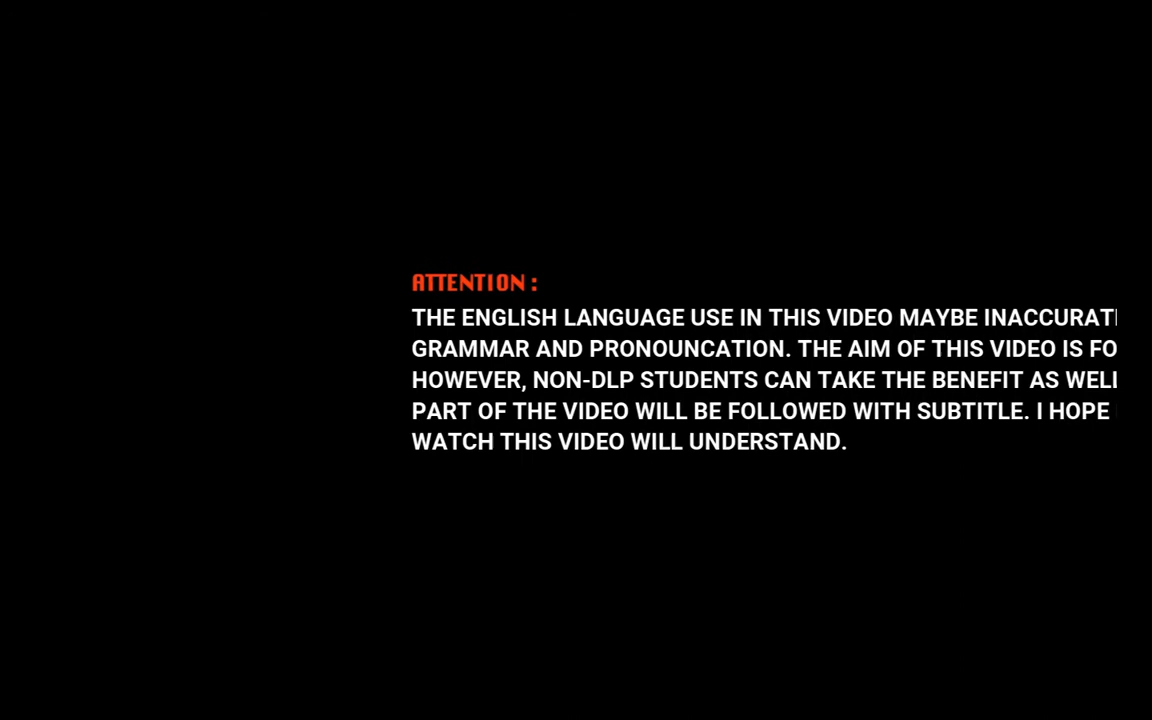 ATTENTION :
THE ENGLISH LANGUAGE USE IN THIS VIDEO MAYBE
GRAMMAR AND PRONOUNCATION. THE AIM OF THIS VIDEO IS
HOWEVER, NON-DLP STUDENTS CAN TAKE THE BENEFIT AS WELL
PART OF THE VIDEO WILL BE FOLLOWED WITH SUBTITLE. I HOPE
WATCH THIS VIDEO WILL UNDERSTAND.